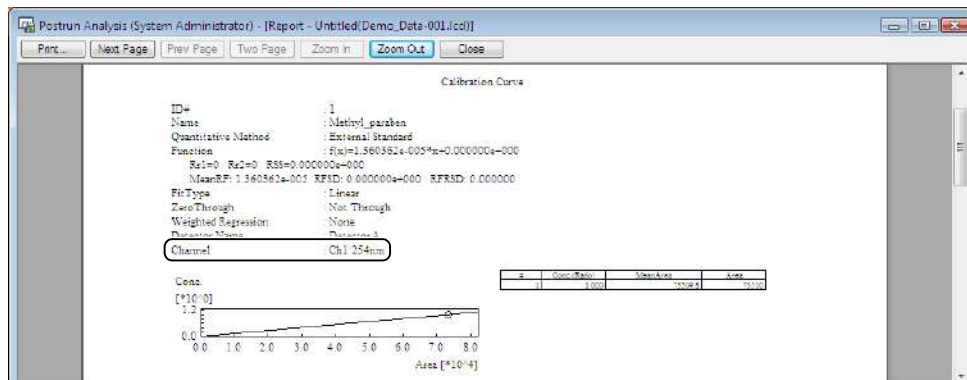 Postrun Analysis (System Administrator) - [Report - Untitled(Demo_Data-001.lcd)]
Print... Next Page Prev Page Two Page Zoom In Zoom Out Close
Calibration Curve
ID# : 1
Name : Methyl_paraben
Quantitative Method : External Standard
Function : f(x)=1.360362e-005*x+0.000000e+000
Rr1=0 Rr2=0 RSS=0.000000e+000
MeanRF: 1.360362e-005 RFSD: 0.000000e+000 RFRSD: 0.000000
FitType : Linear
ZeroThrough : Not Through
Weighted Regression : None
Detector Name : Detector A
Channel : Ch1 254nm
# Conc.(Ratio) MeanArea Area
1 1.000
Conc.
[*10^0]
1.2
0.0
0.0 1.0 2.0 3.0 4.0 5.0 6.0 7.0 8.0
Area [*10^4]